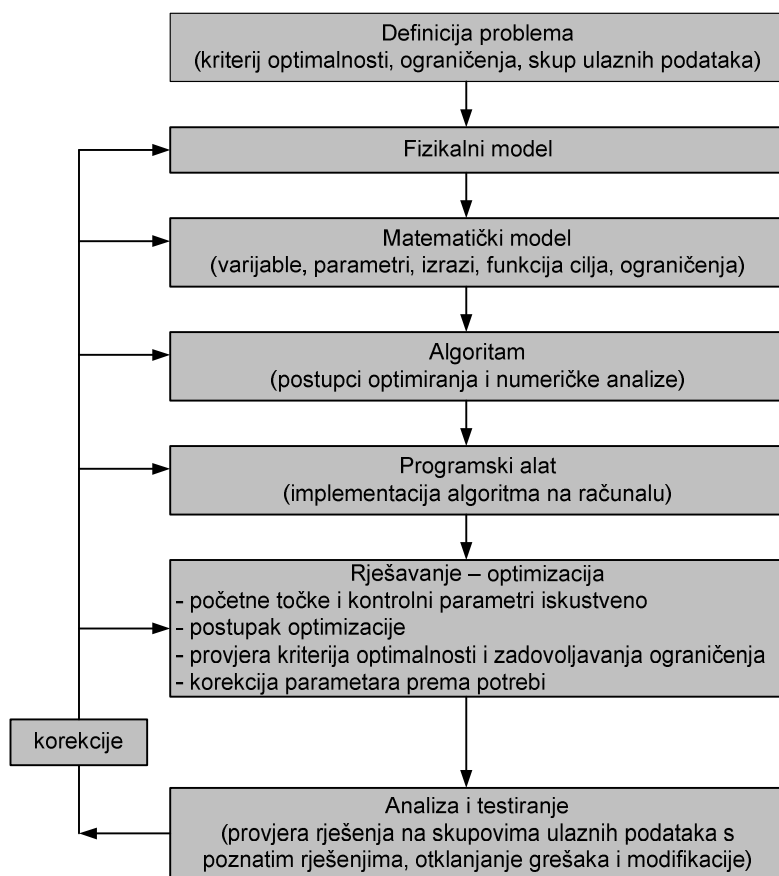 Definicija problema
(kriterij optimalnosti, ograničenja, skup ulaznih podataka)
Fizikalni model
Matematički model
(varijable, parametri, izrazi, funkcija cilja, ograničenja)
Algoritam
(postupci optimiranja i numeričke analize)
Programski alat
(implementacija algoritma na računalu)
Rješavanje – optimizacija
- početne točke i kontrolni parametri iskustveno
- postupak optimizacije
- provjera kriterija optimalnosti i zadovoljavanja ograničenja
- korekcija parametara prema potrebi
korekcije
Analiza i testiranje
(provjera rješenja na skupovima ulaznih podataka s
poznatim rješenjima, otklanjanje grešaka i modifikacije)